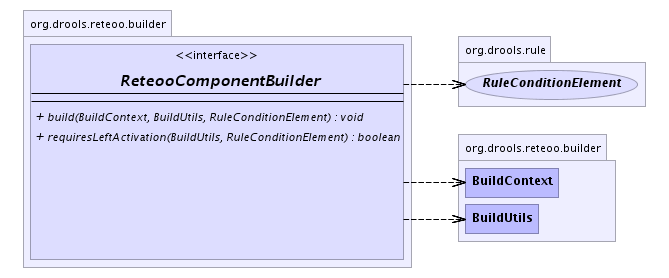 org.drools.reteoo.builder
<<interface>>
ReteooComponentBuilder
+ build(BuildContext, BuildUtils, RuleConditionElement) : void
+ requiresLeftActivation(BuildUtils, RuleConditionElement) : boolean
org.drools.rule
RuleConditionElement
org.drools.reteoo.builder
BuildContext
BuildUtils